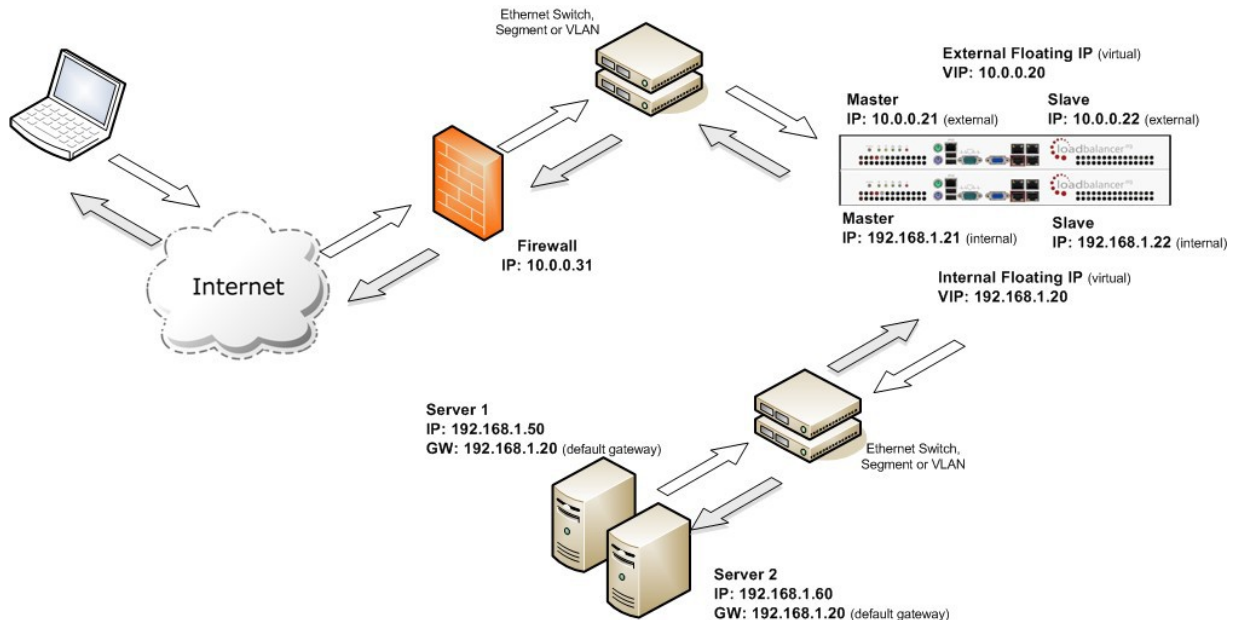 Ethernet Switch,
Segment or VLAN
External Floating IP (virtual)
VIP: 10.0.0.20
Master
IP: 10.0.0.21 (external)
Slave
IP: 10.0.0.22 (external)
loadbalancer.org
loadbalancer.org
Master
IP: 192.168.1.21 (internal)
Slave
IP: 192.168.1.22 (internal)
Firewall
IP: 10.0.0.31
Internet
Internal Floating IP (virtual)
VIP: 192.168.1.20
Server 1
IP: 192.168.1.50
GW: 192.168.1.20 (default gateway)
Ethernet Switch,
Segment or VLAN
Server 2
IP: 192.168.1.60
GW: 192.168.1.20 (default gateway)